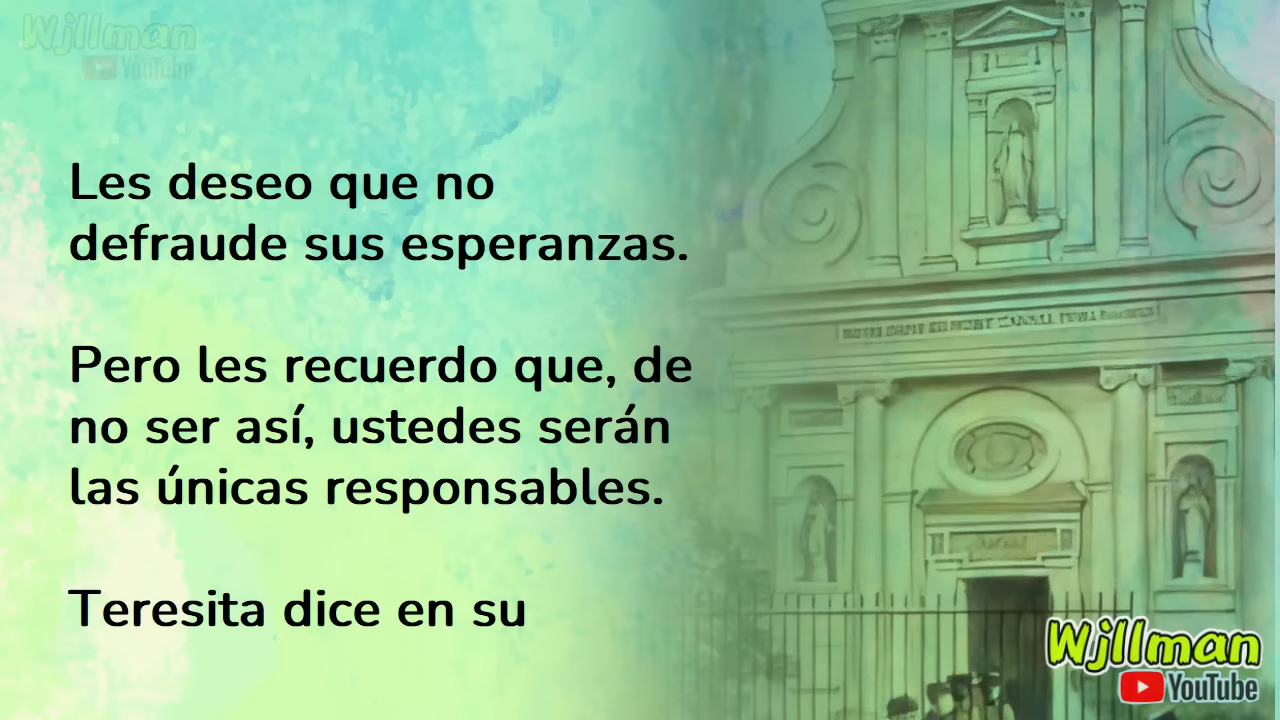 Wjllman
YouTube
Les deseo que no
defraude sus esperanzas.
Pero les recuerdo que, de
no ser así, ustedes serán
las únicas responsables.
Teresita dice en su
Wjllman
YouTube